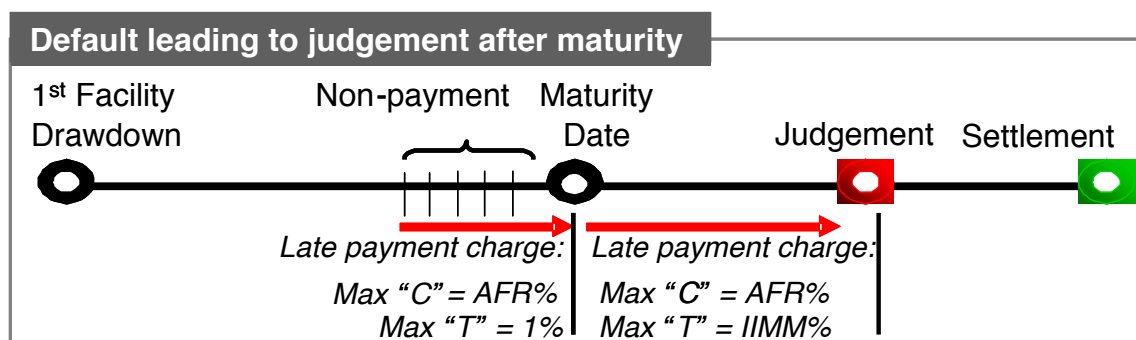 Default leading to judgement after maturity
1st Facility Drawdown
Non-payment
Maturity Date
Judgement
Settlement
Late payment charge:
Max “C” = AFR%
Max “T” = 1%
Late payment charge:
Max “C” = AFR%
Max “T” = IIMM%